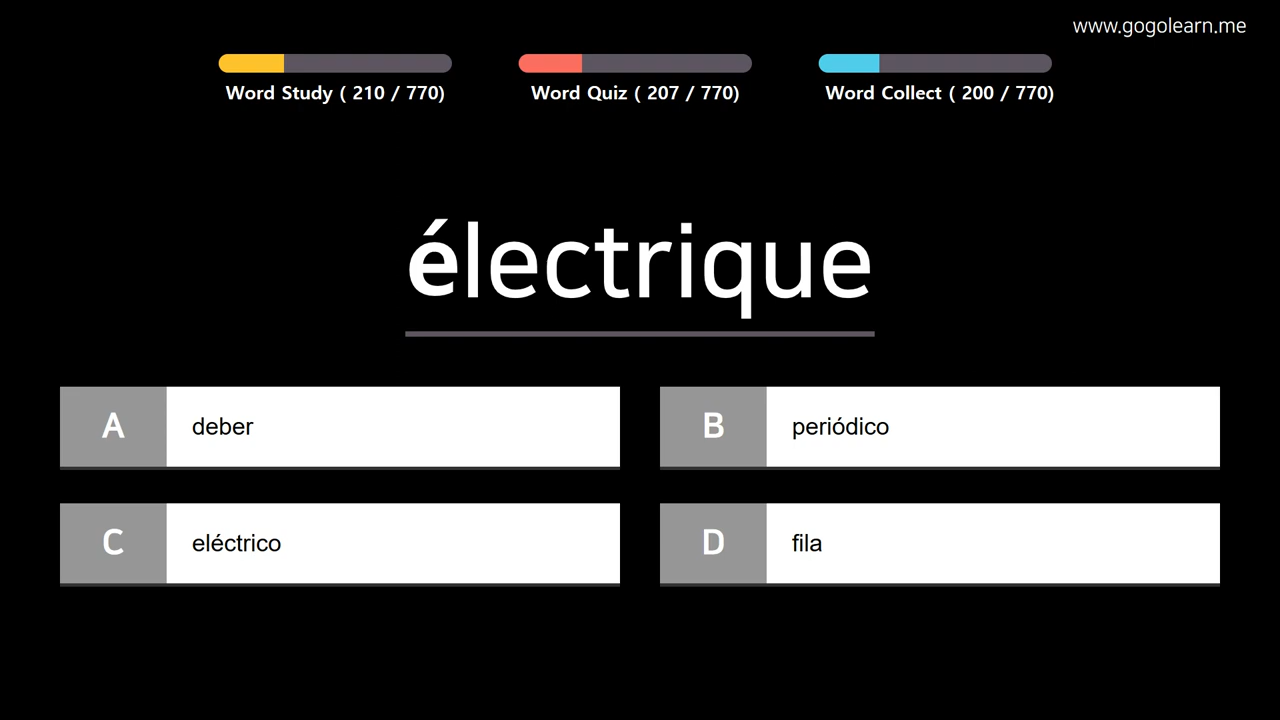 www.gogolearn.me
Word Study ( 210 / 770)
Word Quiz ( 207 / 770)
Word Collect ( 200 / 770)
électrique
A deber
B periódico
C eléctrico
D fila